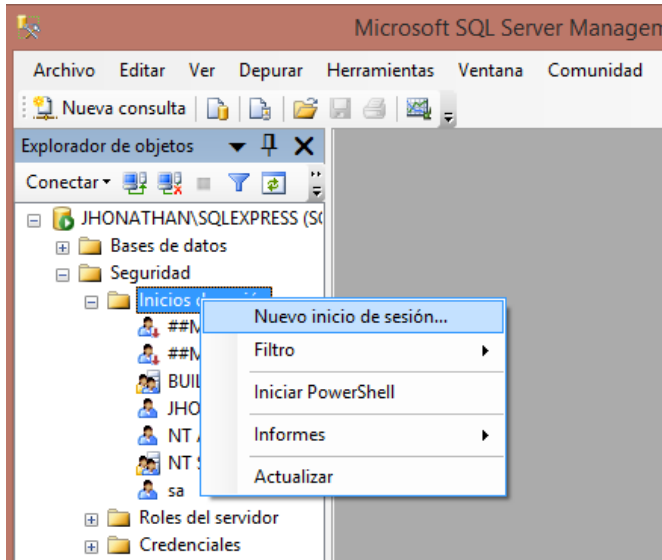 Microsoft SQL Server Managem
Archivo Editar Ver Depurar Herramientas Ventana Comunidad
Nueva consulta
Explorador de objetos
Conectar
JHONATHAN\SQLEXPRESS (SQ
Bases de datos
Seguridad
Inicios
Nuevo inicio de sesión...
Filtro
Iniciar PowerShell
Informes
Actualizar
##M
##M
BUIL
JHO
NT A
NT S
sa
Roles del servidor
Credenciales